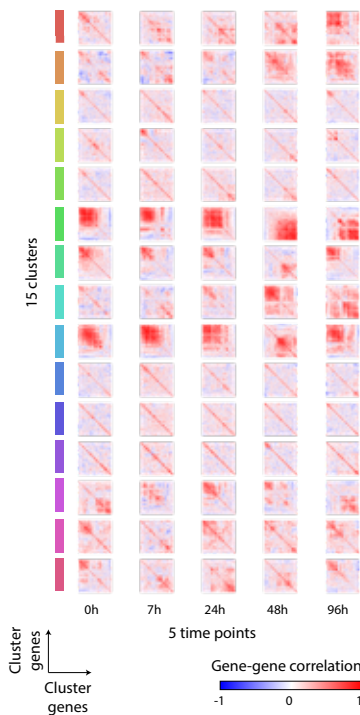 15 clusters
0h 7h 24h 48h 96h
5 time points
Cluster
genes
Cluster
genes
Gene-gene correlation
-1 0 1